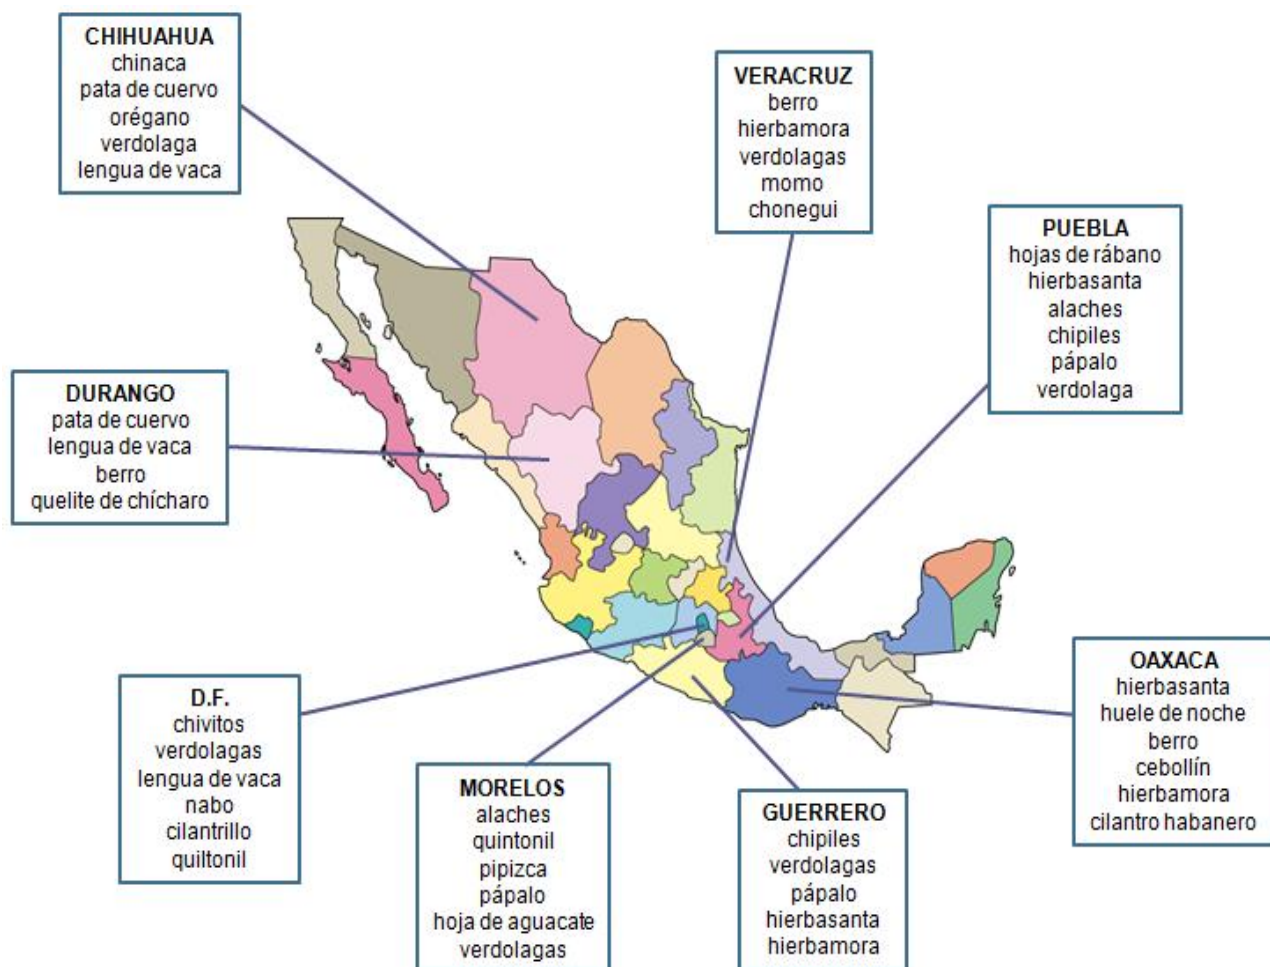 CHIHUAHUA
chinaca
pata de cuervo
orégano
verdolaga
lengua de vaca
VERACRUZ
berro
hierbamora
verdolagas
momo
chonegui
PUEBLA
hojas de rábano
hierbasanta
alaches
chipiles
pápalo
verdolaga
DURANGO
pata de cuervo
lengua de vaca
berro
quelite de chícharo
D.F.
chivitos
verdolagas
lengua de vaca
nabo
cilantrillo
quiltonil
MORELOS
alaches
quintonil
pipizca
pápalo
hoja de aguacate
verdolagas
GUERRERO
chipiles
verdolagas
pápalo
hierbasanta
hierbamora
OAXACA
hierbasanta
huele de noche
berro
cebollín
hierbamora
cilantro habanero